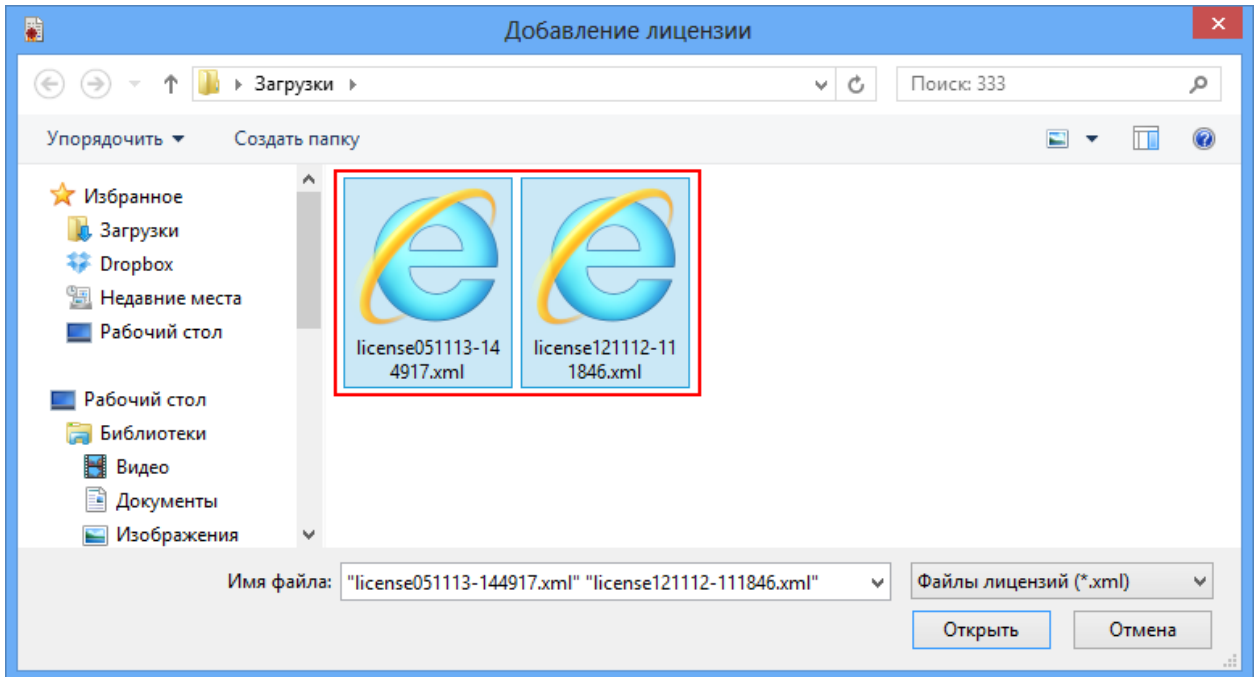 Добавление лицензии
Загрузки
Поиск: 333
Упорядочить
Создать папку
Избранное
Загрузки
Dropbox
Недавние места
Рабочий стол
Рабочий стол
Библиотеки
Видео
Документы
Изображения
license051113-14
4917.xml
license121112-11
1846.xml
Имя файла: "license051113-144917.xml" "license121112-111846.xml" Файлы лицензий (*.xml)
Открыть Отмена